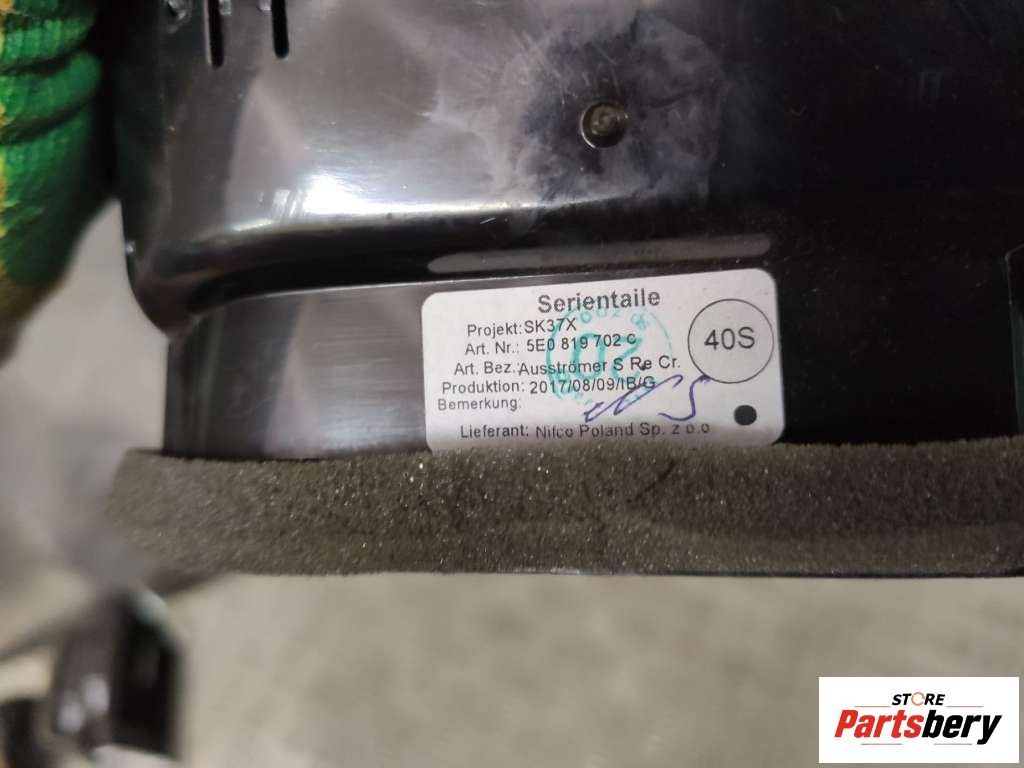 Serientaile
Projekt: SK37X
Art. Nr.: 5E0 819 702 C
40S
Art. Bez.: Ausströmer S Re Cr.
Produktion: 2017/08/09/IB/G
Bemerkung:
Lieferant: Nifco Poland Sp. z o.o
STORE
Partsbery